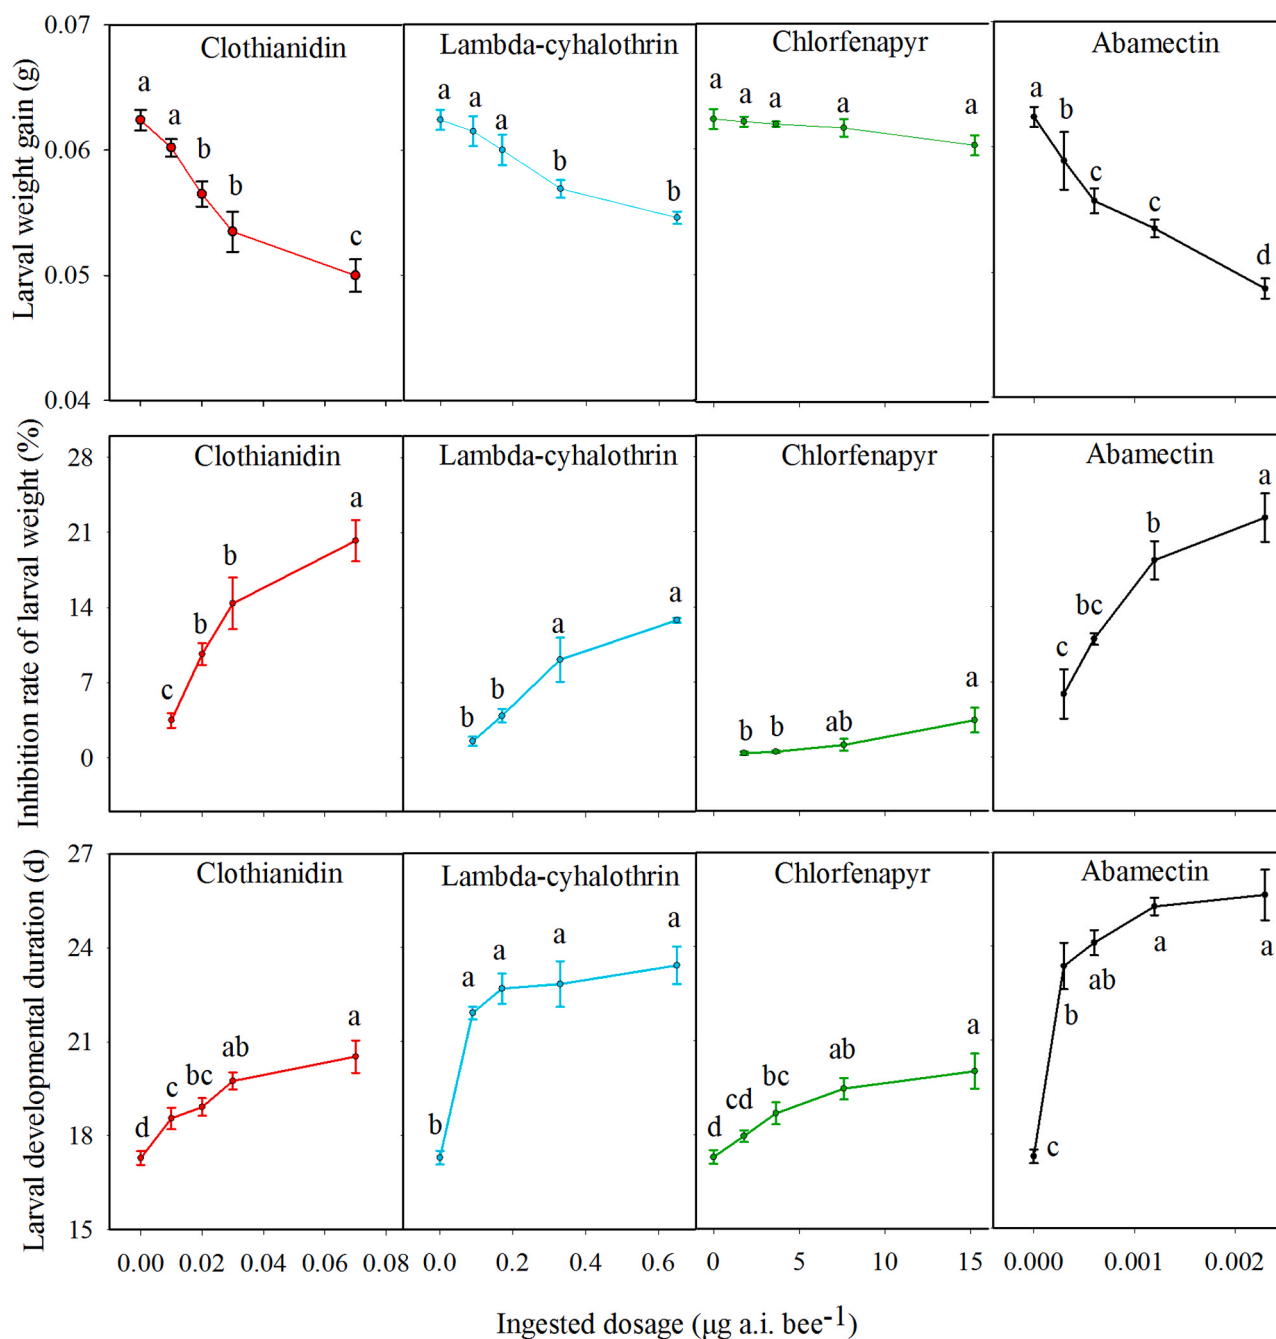 Larval weight gain (g)
0.07
0.06
0.05
0.04
Clothianidin
a
a
b
b
c
Lambda-cyhalothrin
a
a
a
b
b
Chlorfenapyr
a
a
a
a
a
Abamectin
a
b
c
c
d
Inhibition rate of larval weight (%)
28
21
14
7
0
Clothianidin
c
b
b
a
Lambda-cyhalothrin
b
b
a
a
Chlorfenapyr
b
b
ab
a
Abamectin
c
bc
b
a
Larval developmental duration (d)
27
24
21
18
15
Clothianidin
d
c
bc
ab
a
Lambda-cyhalothrin
b
a
a
a
a
Chlorfenapyr
d
cd
bc
ab
a
Abamectin
c
b
ab
a
a
0.00 0.02 0.04 0.06 0.08
0.0 0.2 0.4 0.6
0 5 10 15
0.000 0.002
Ingested dosage (μg a.i. bee⁻¹)